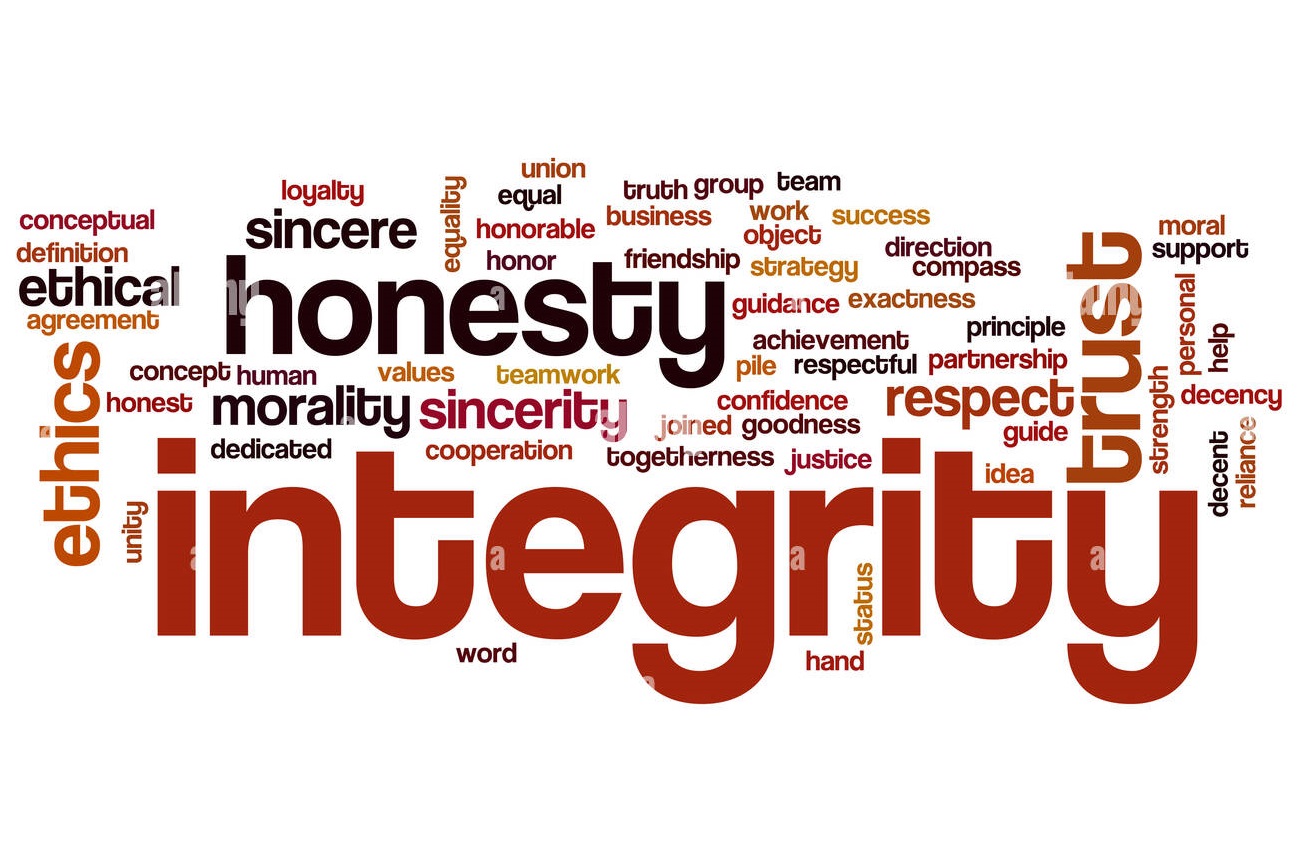 union
loyalty
equality
equal
truth
group
team
conceptual
sincere
honorable
business
work
success
moral
object
definition
honor
friendship
strategy
direction
support
compass
ethical
honesty
guidance
exactness
trust
personal
agreement
achievement
principle
help
ethics
concept
human
values
teamwork
pile
respectful
partnership
honest
morality
sincerity
confidence
respect
strength
decency
joined
goodness
guide
dedicated
cooperation
togetherness
justice
idea
decent
reliance
unity
integrity
status
word
hand